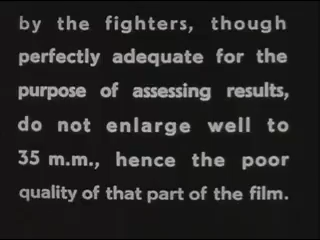 by the fighters, though
perfectly adequate for the
purpose of assessing results,
do not enlarge well to
35 m.m., hence the poor
quality of that part of the film.